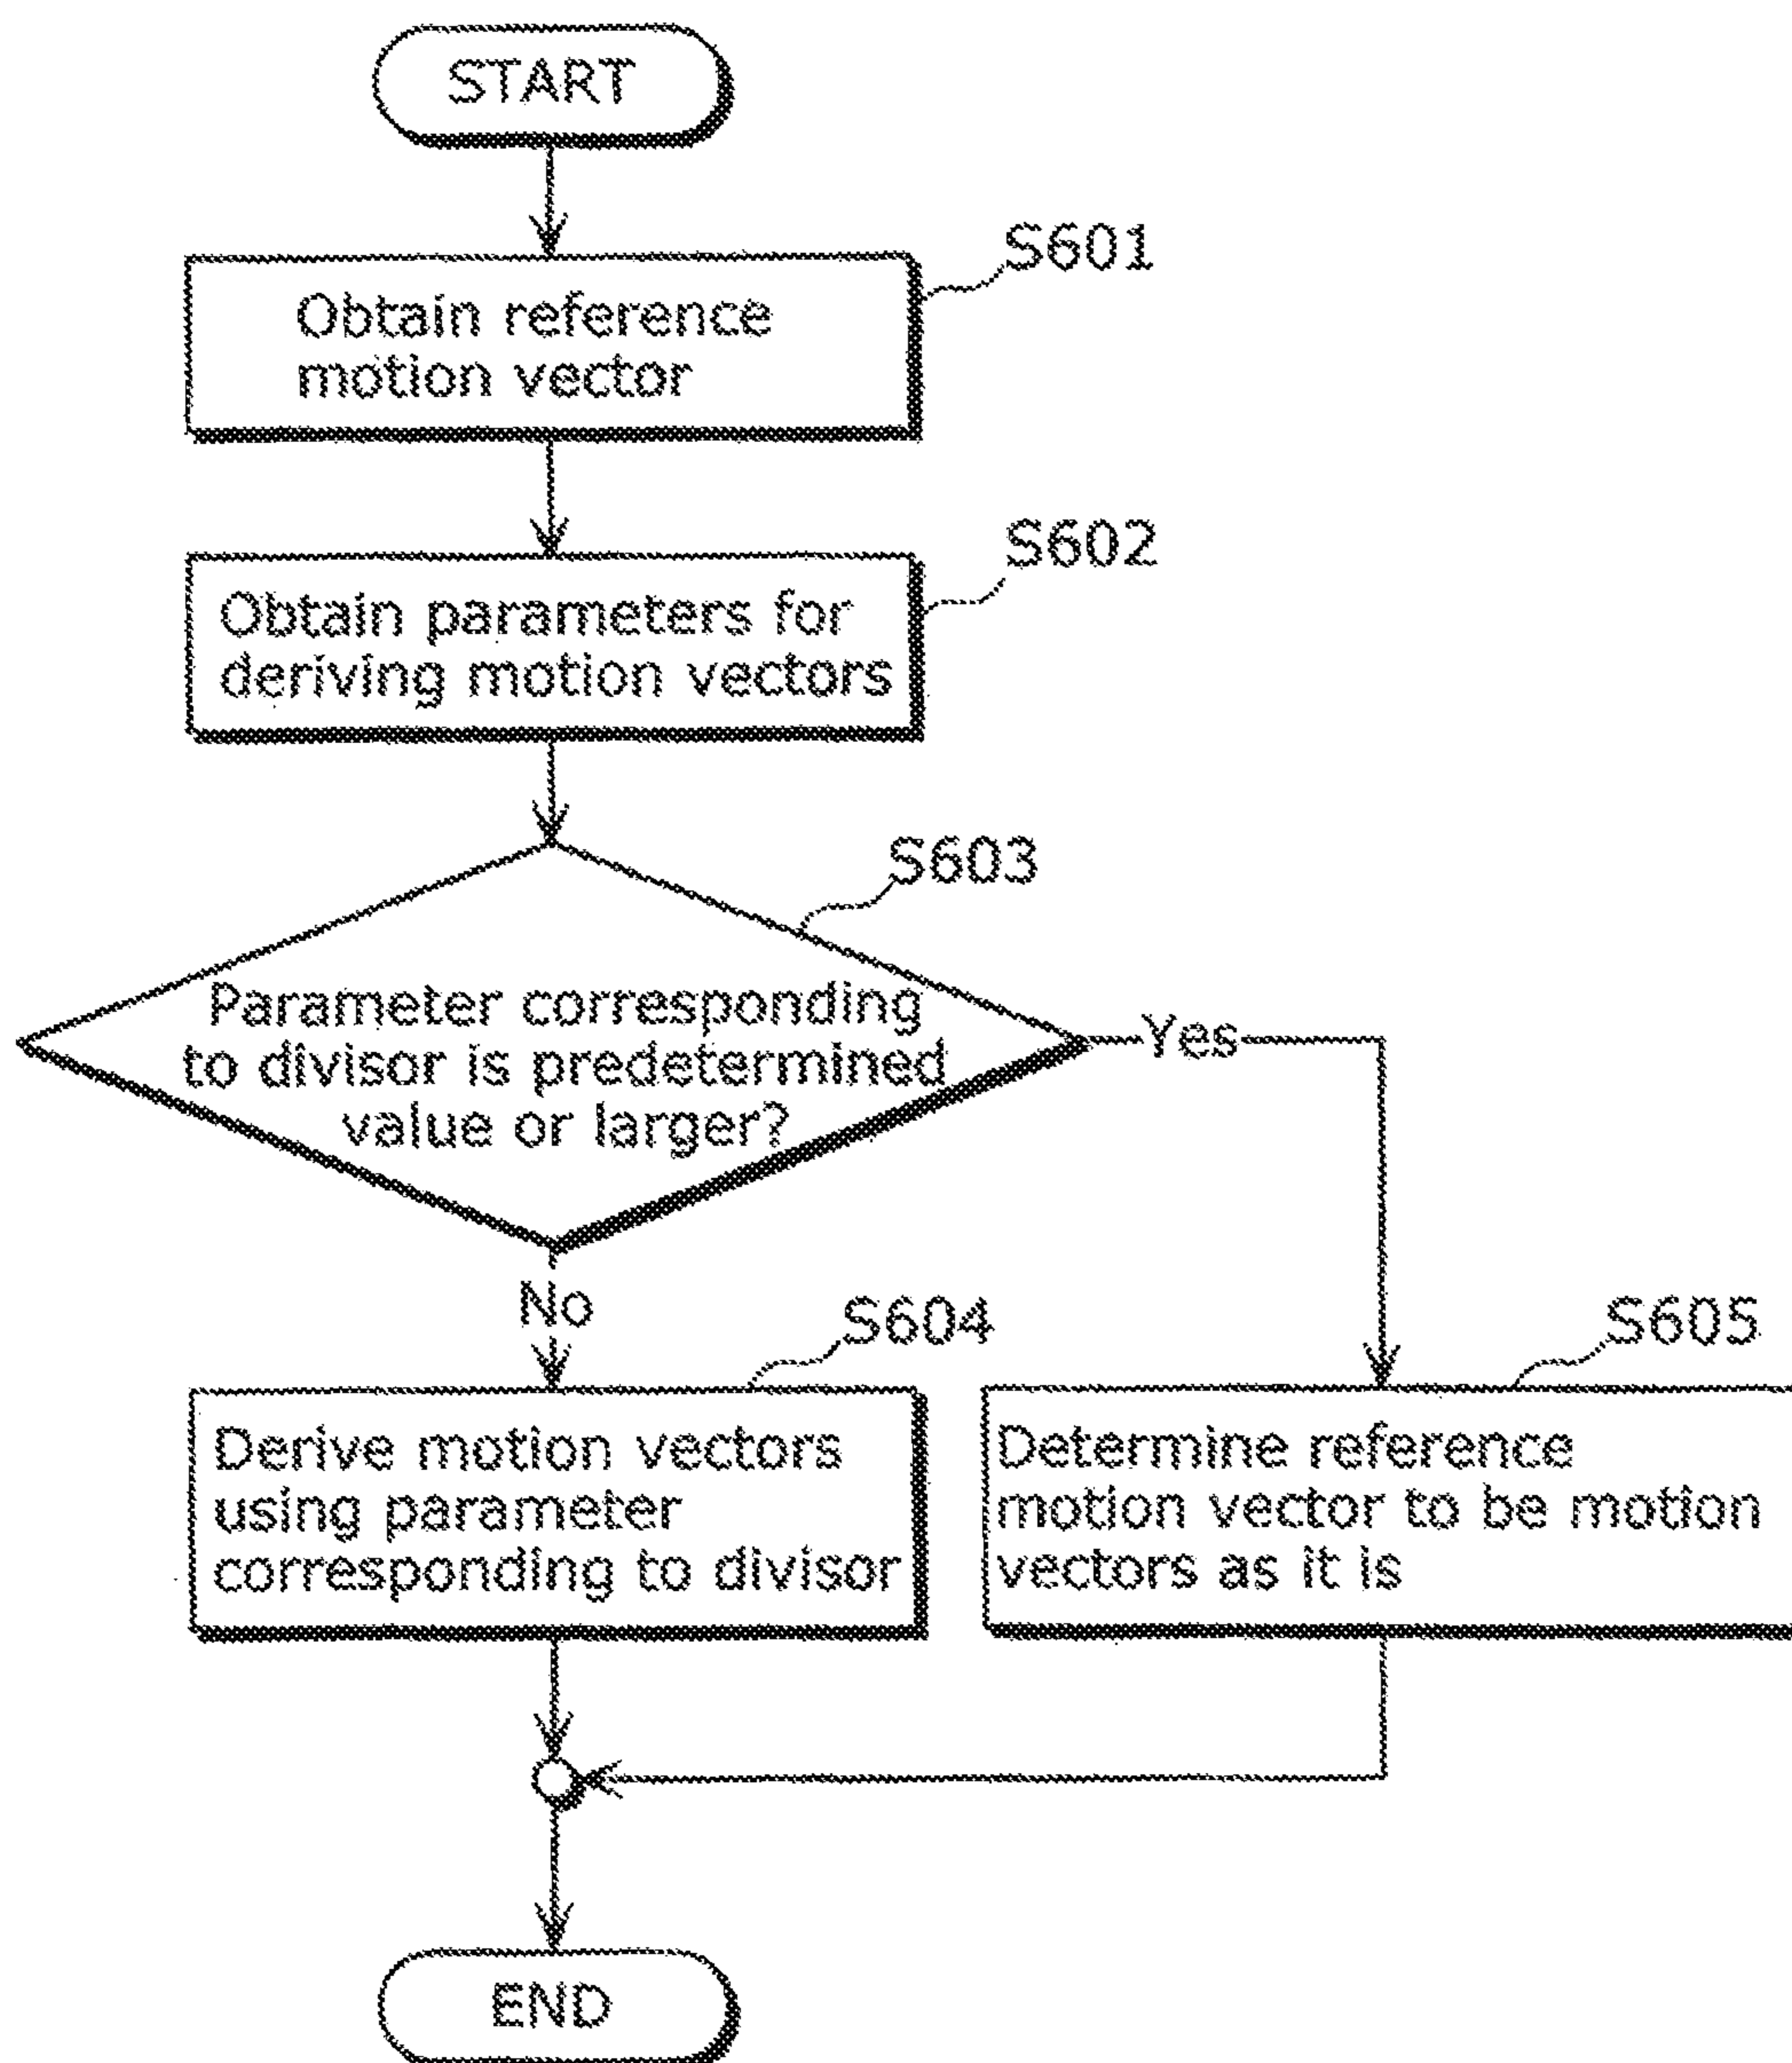 START
S601
Obtain reference
motion vector
S602
Obtain parameters for
deriving motion vectors
S603
Parameter corresponding
to divisor is predetermined
value or larger?
Yes
No
S604
Derive motion vectors
using parameter
corresponding to divisor
S605
Determine reference
motion vector to be motion
vectors as it is
END